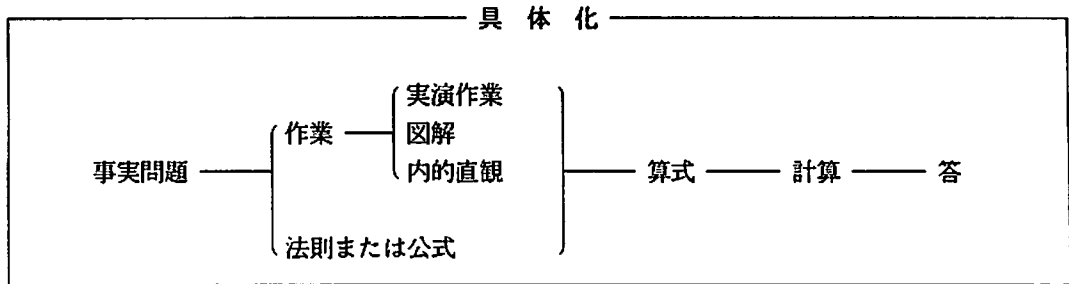 具体化
実演作業
作業
図解
事実問題
内的直観
算式
計算
答
法則または公式